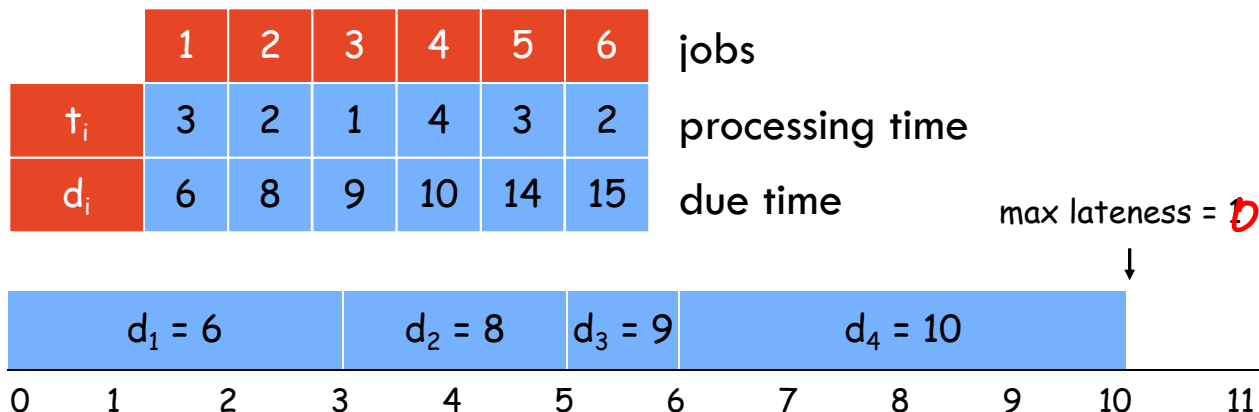 1 2 3 4 5 6 jobs
tᵢ 3 2 1 4 3 2 processing time
dᵢ 6 8 9 10 14 15 due time
max lateness = 0
d₁ = 6 d₂ = 8 d₃ = 9 d₄ = 10
0 1 2 3 4 5 6 7 8 9 10 11